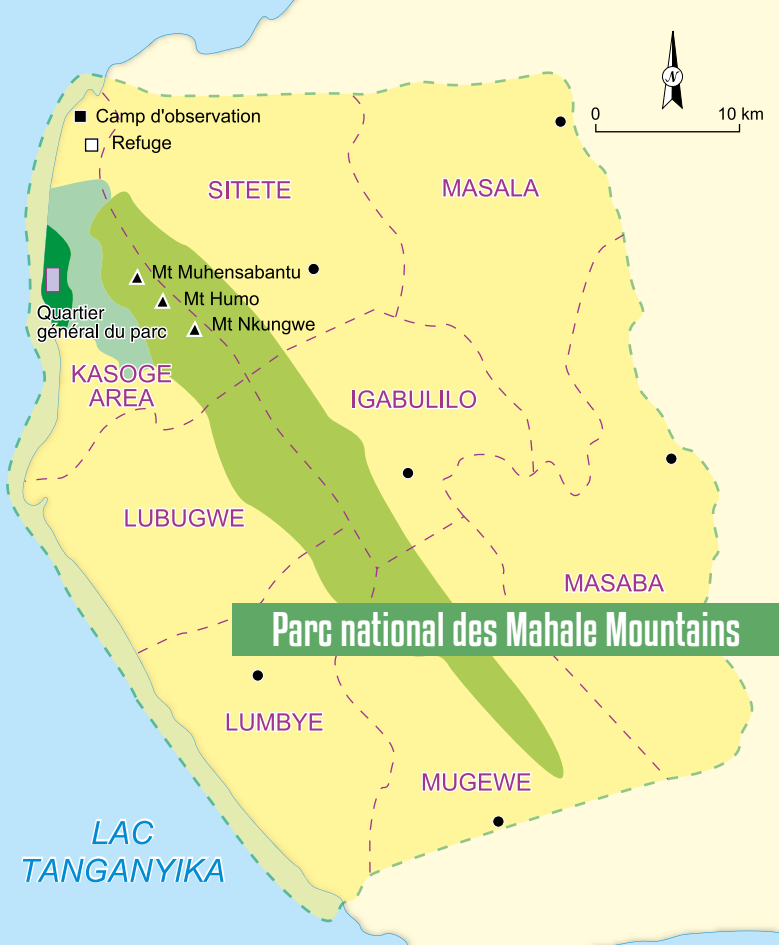 N
0 10 km
Camp d'observation
Refuge
SITETE
MASALA
Mt Muhensabantu
Mt Humo
Mt Nkungwe
Quartier
général du parc
KASOGE
AREA
IGABULILO
LUBUGWE
MASABA
Parc national des Mahale Mountains
LUMBYE
MUGEWE
LAC
TANGANYIKA